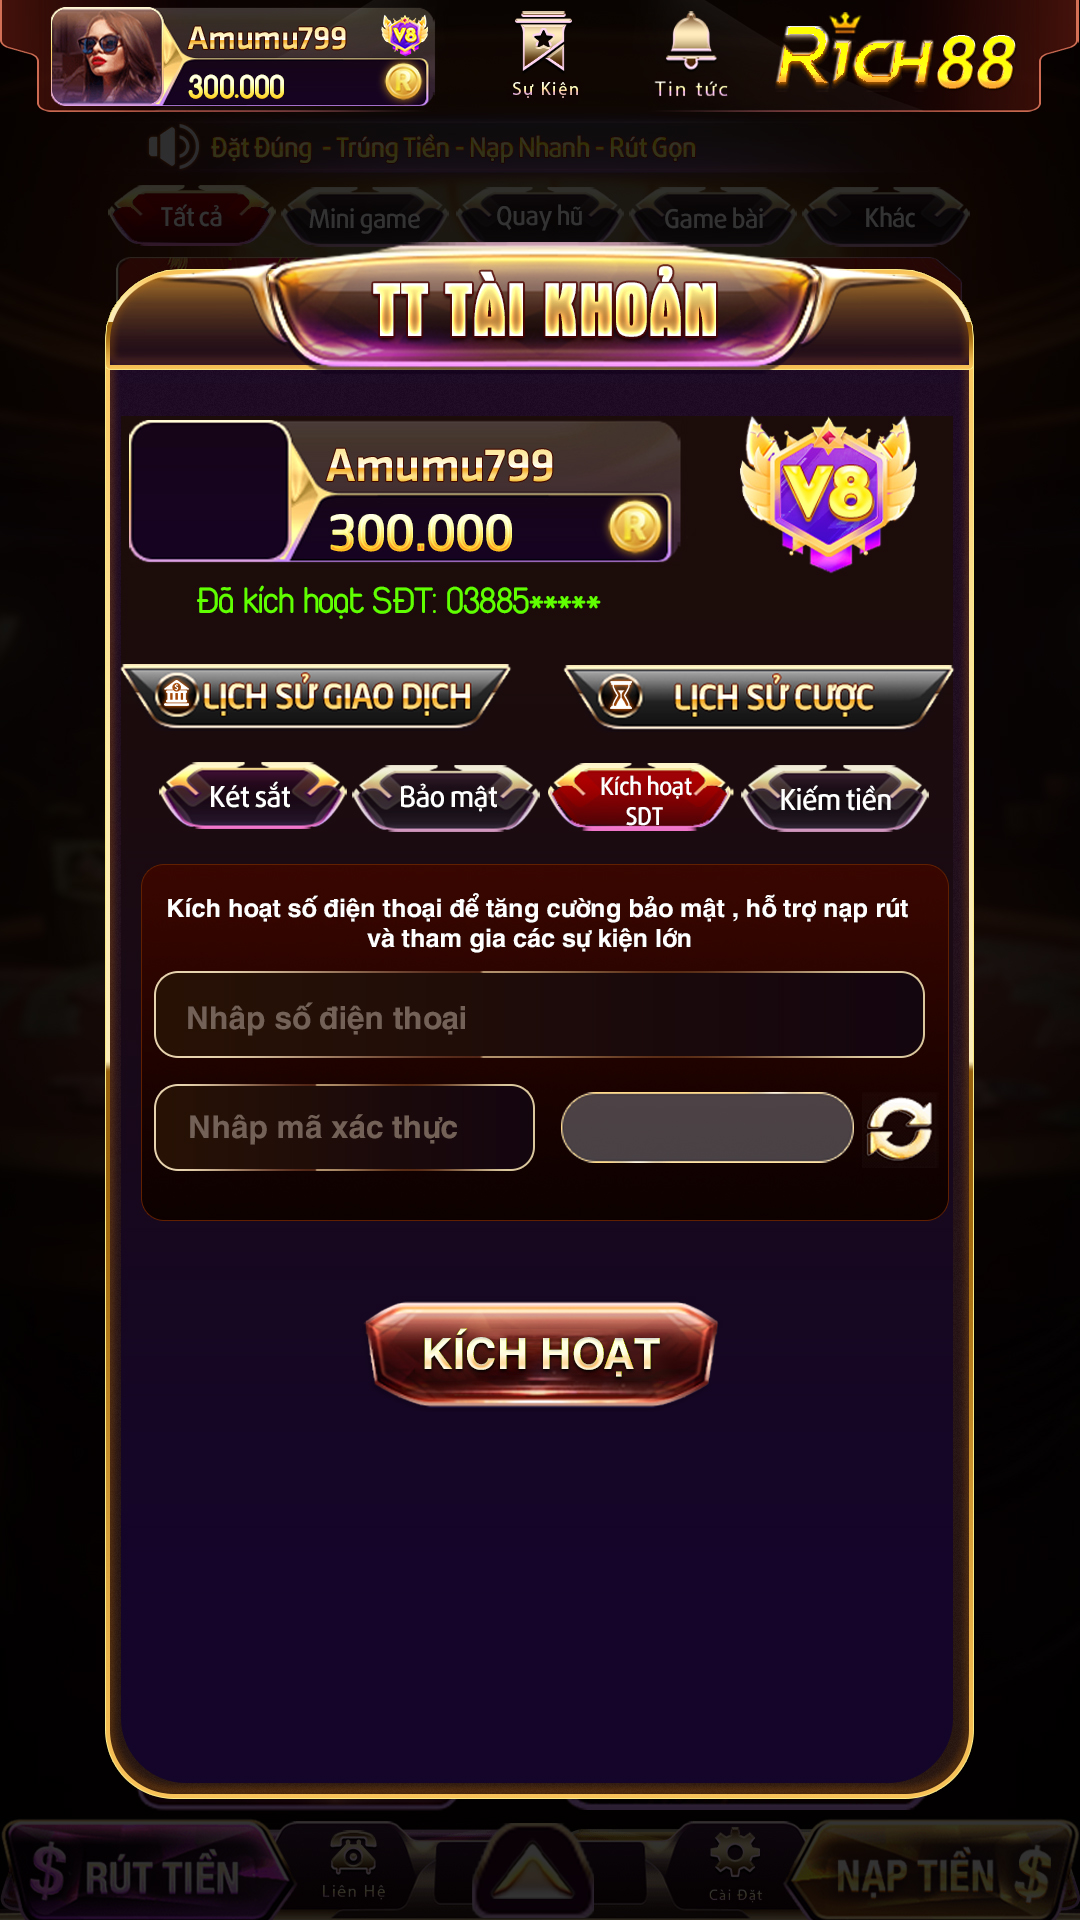 Amumu799
V8
300.000
R
Sự Kiện
Tin tức
RICH88
Đặt Đúng - Trúng Tiền - Nạp Nhanh - Rút Gọn
Tất cả
Mini game
Quay hũ
Game bài
Khác
TT TÀI KHOẢN
Amumu799
300.000
R
V8
Đã kích hoạt SĐT: 03885*****
LỊCH SỬ GIAO DỊCH
LỊCH SỬ CƯỢC
Két sắt
Bảo mật
Kích hoạt
SDT
Kiếm tiền
Kích hoạt số điện thoại để tăng cường bảo mật , hỗ trợ nạp rút
và tham gia các sự kiện lớn
Nhâp số điện thoại
Nhâp mã xác thực
KÍCH HOẠT
$ RÚT TIỀN
Liên Hệ
Cài Đặt
NẠP TIỀN $